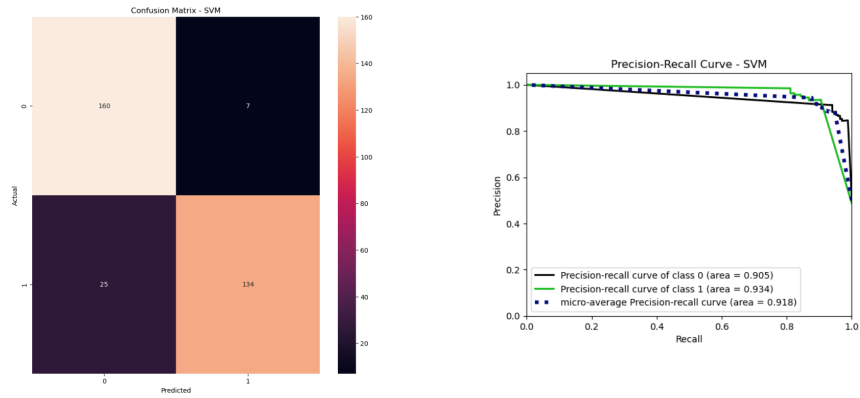 Confusion Matrix - SVM
160
7
25
134
0
1
Actual
0
1
Predicted
160
140
120
100
80
60
40
20
Precision-Recall Curve - SVM
1.0
0.8
0.6
0.4
0.2
0.0
Precision
Precision-recall curve of class 0 (area = 0.905)
Precision-recall curve of class 1 (area = 0.934)
micro-average Precision-recall curve (area = 0.918)
0.0 0.2 0.4 0.6 0.8 1.0
Recall